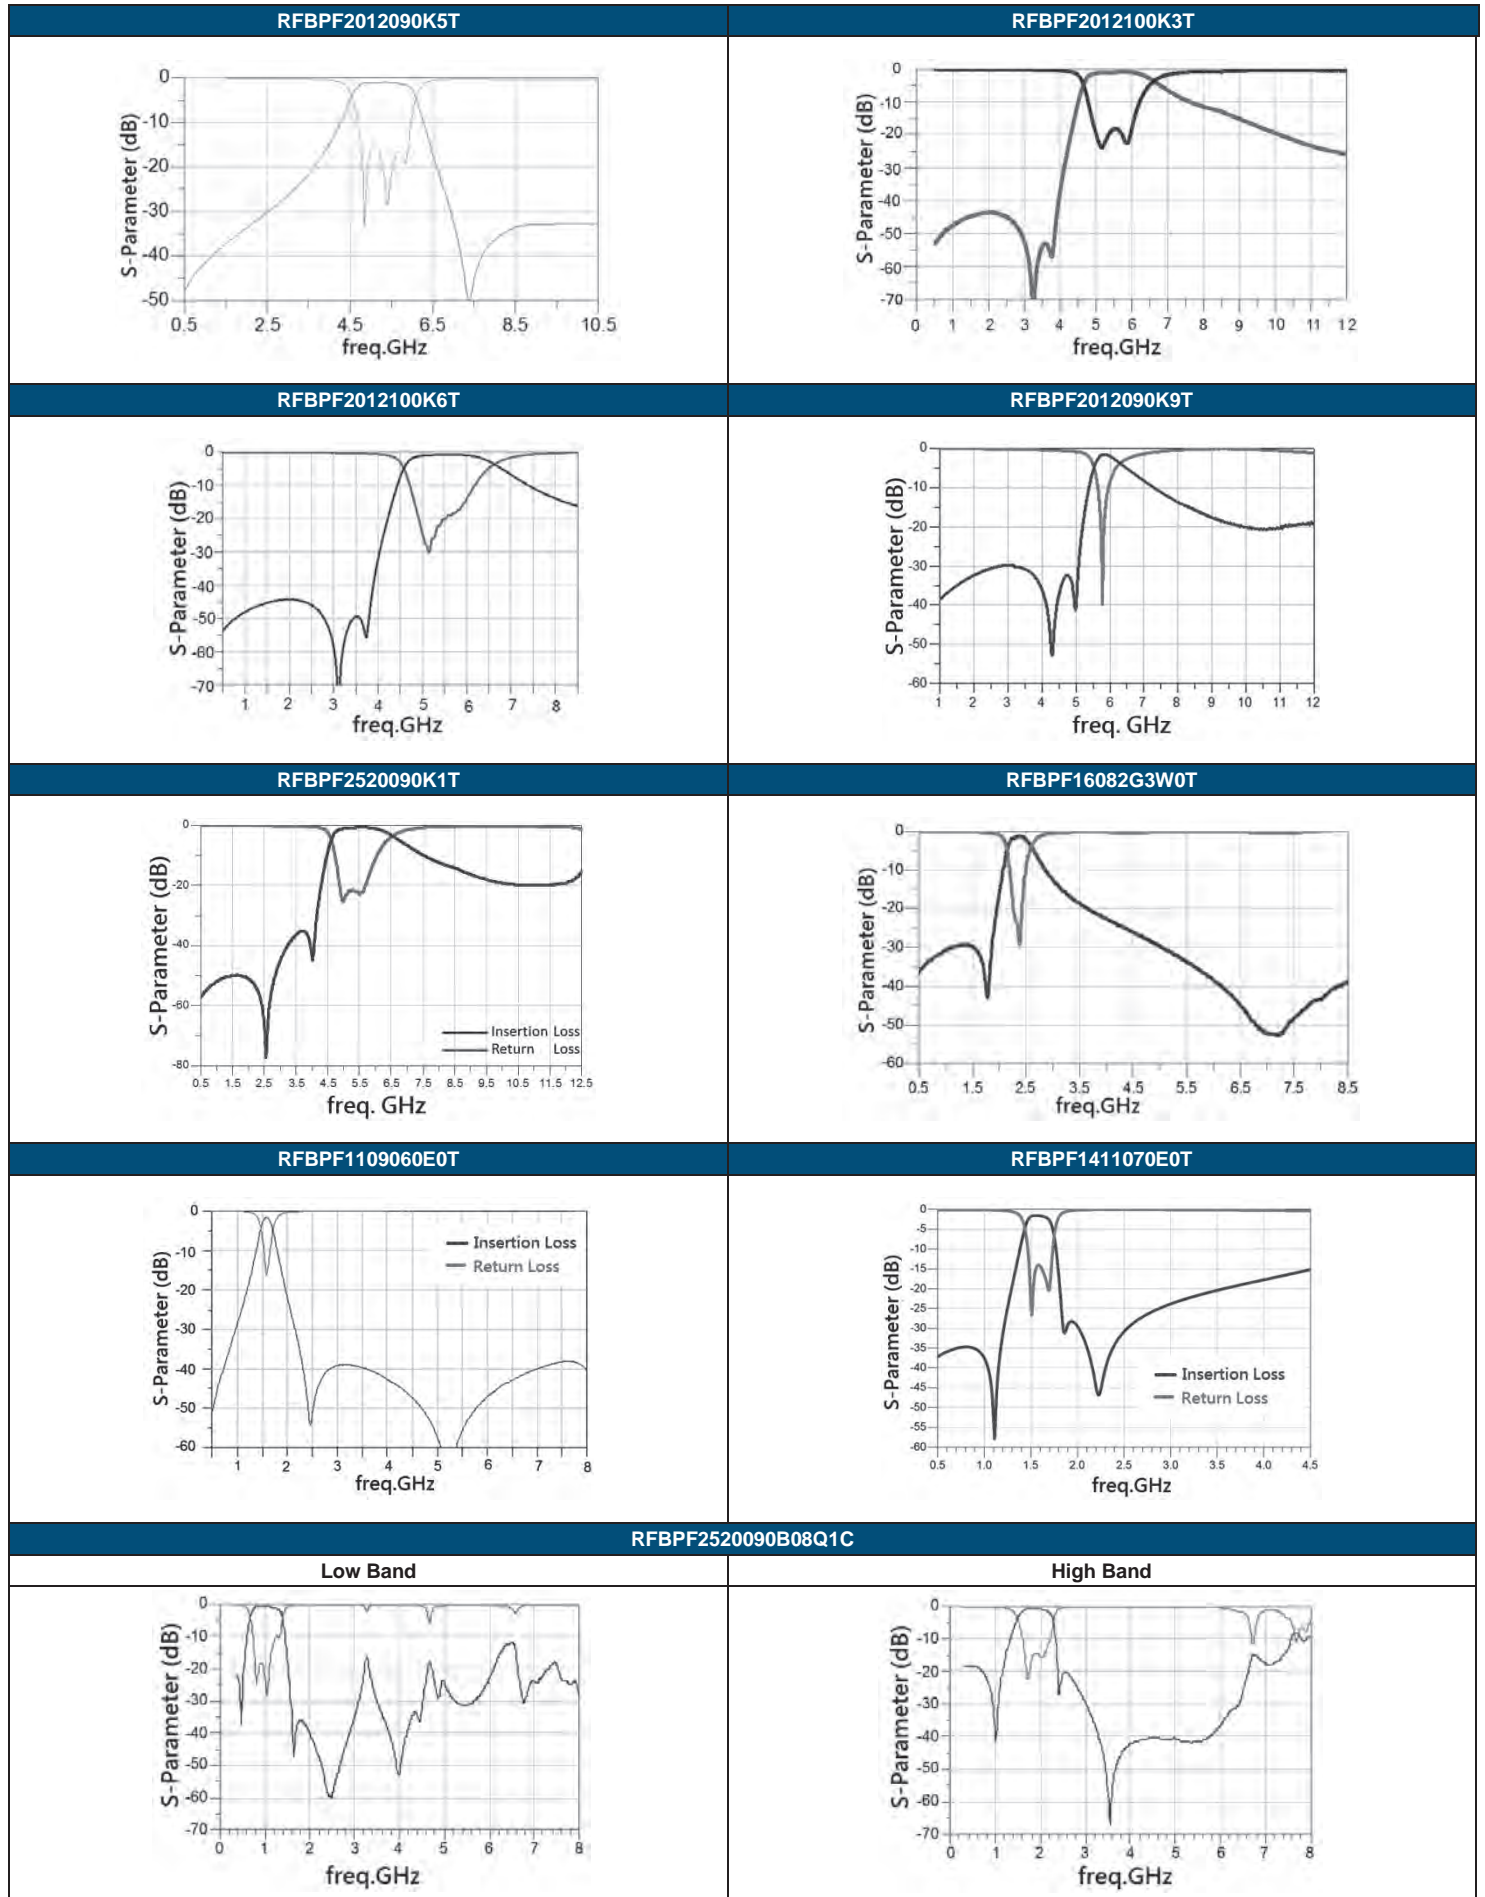 RFBPF2012090K5T
RFBPF2012100K3T
S-Parameter (dB)
0
-10
-20
-30
-40
-50
0.5 2.5 4.5 6.5 8.5 10.5
freq.GHz
S-Parameter (dB)
0
-10
-20
-30
-40
-50
-60
-70
0 1 2 3 4 5 6 7 8 9 10 11 12
freq.GHz
RFBPF2012100K6T
RFBPF2012090K9T
S-Parameter (dB)
0
-10
-20
-30
-40
-50
-60
-70
1 2 3 4 5 6 7 8
freq.GHz
S-Parameter (dB)
0
-10
-20
-30
-40
-50
-60
1 2 3 4 5 6 7 8 9 10 11 12
freq. GHz
RFBPF2520090K1T
RFBPF16082G3W0T
S-Parameter (dB)
0
-20
-40
-60
-80
Insertion Loss
Return Loss
0.5 1.5 2.5 3.5 4.5 5.5 6.5 7.5 8.5 9.5 10.5 11.5 12.5
freq. GHz
S-Parameter (dB)
0
-10
-20
-30
-40
-50
-60
0.5 1.5 2.5 3.5 4.5 5.5 6.5 7.5 8.5
freq.GHz
RFBPF1109060E0T
RFBPF1411070E0T
S-Parameter (dB)
0
-10
-20
-30
-40
-50
-60
Insertion Loss
Return Loss
1 2 3 4 5 6 7 8
freq.GHz
S-Parameter (dB)
0
-5
-10
-15
-20
-25
-30
-35
-40
-45
-50
-55
-60
Insertion Loss
Return Loss
0.5 1.0 1.5 2.0 2.5 3.0 3.5 4.0 4.5
freq.GHz
RFBPF2520090B08Q1C
Low Band
High Band
S-Parameter (dB)
0
-10
-20
-30
-40
-50
-60
-70
0 1 2 3 4 5 6 7 8
freq.GHz
S-Parameter (dB)
0
-10
-20
-30
-40
-50
-60
-70
0 1 2 3 4 5 6 7 8
freq.GHz